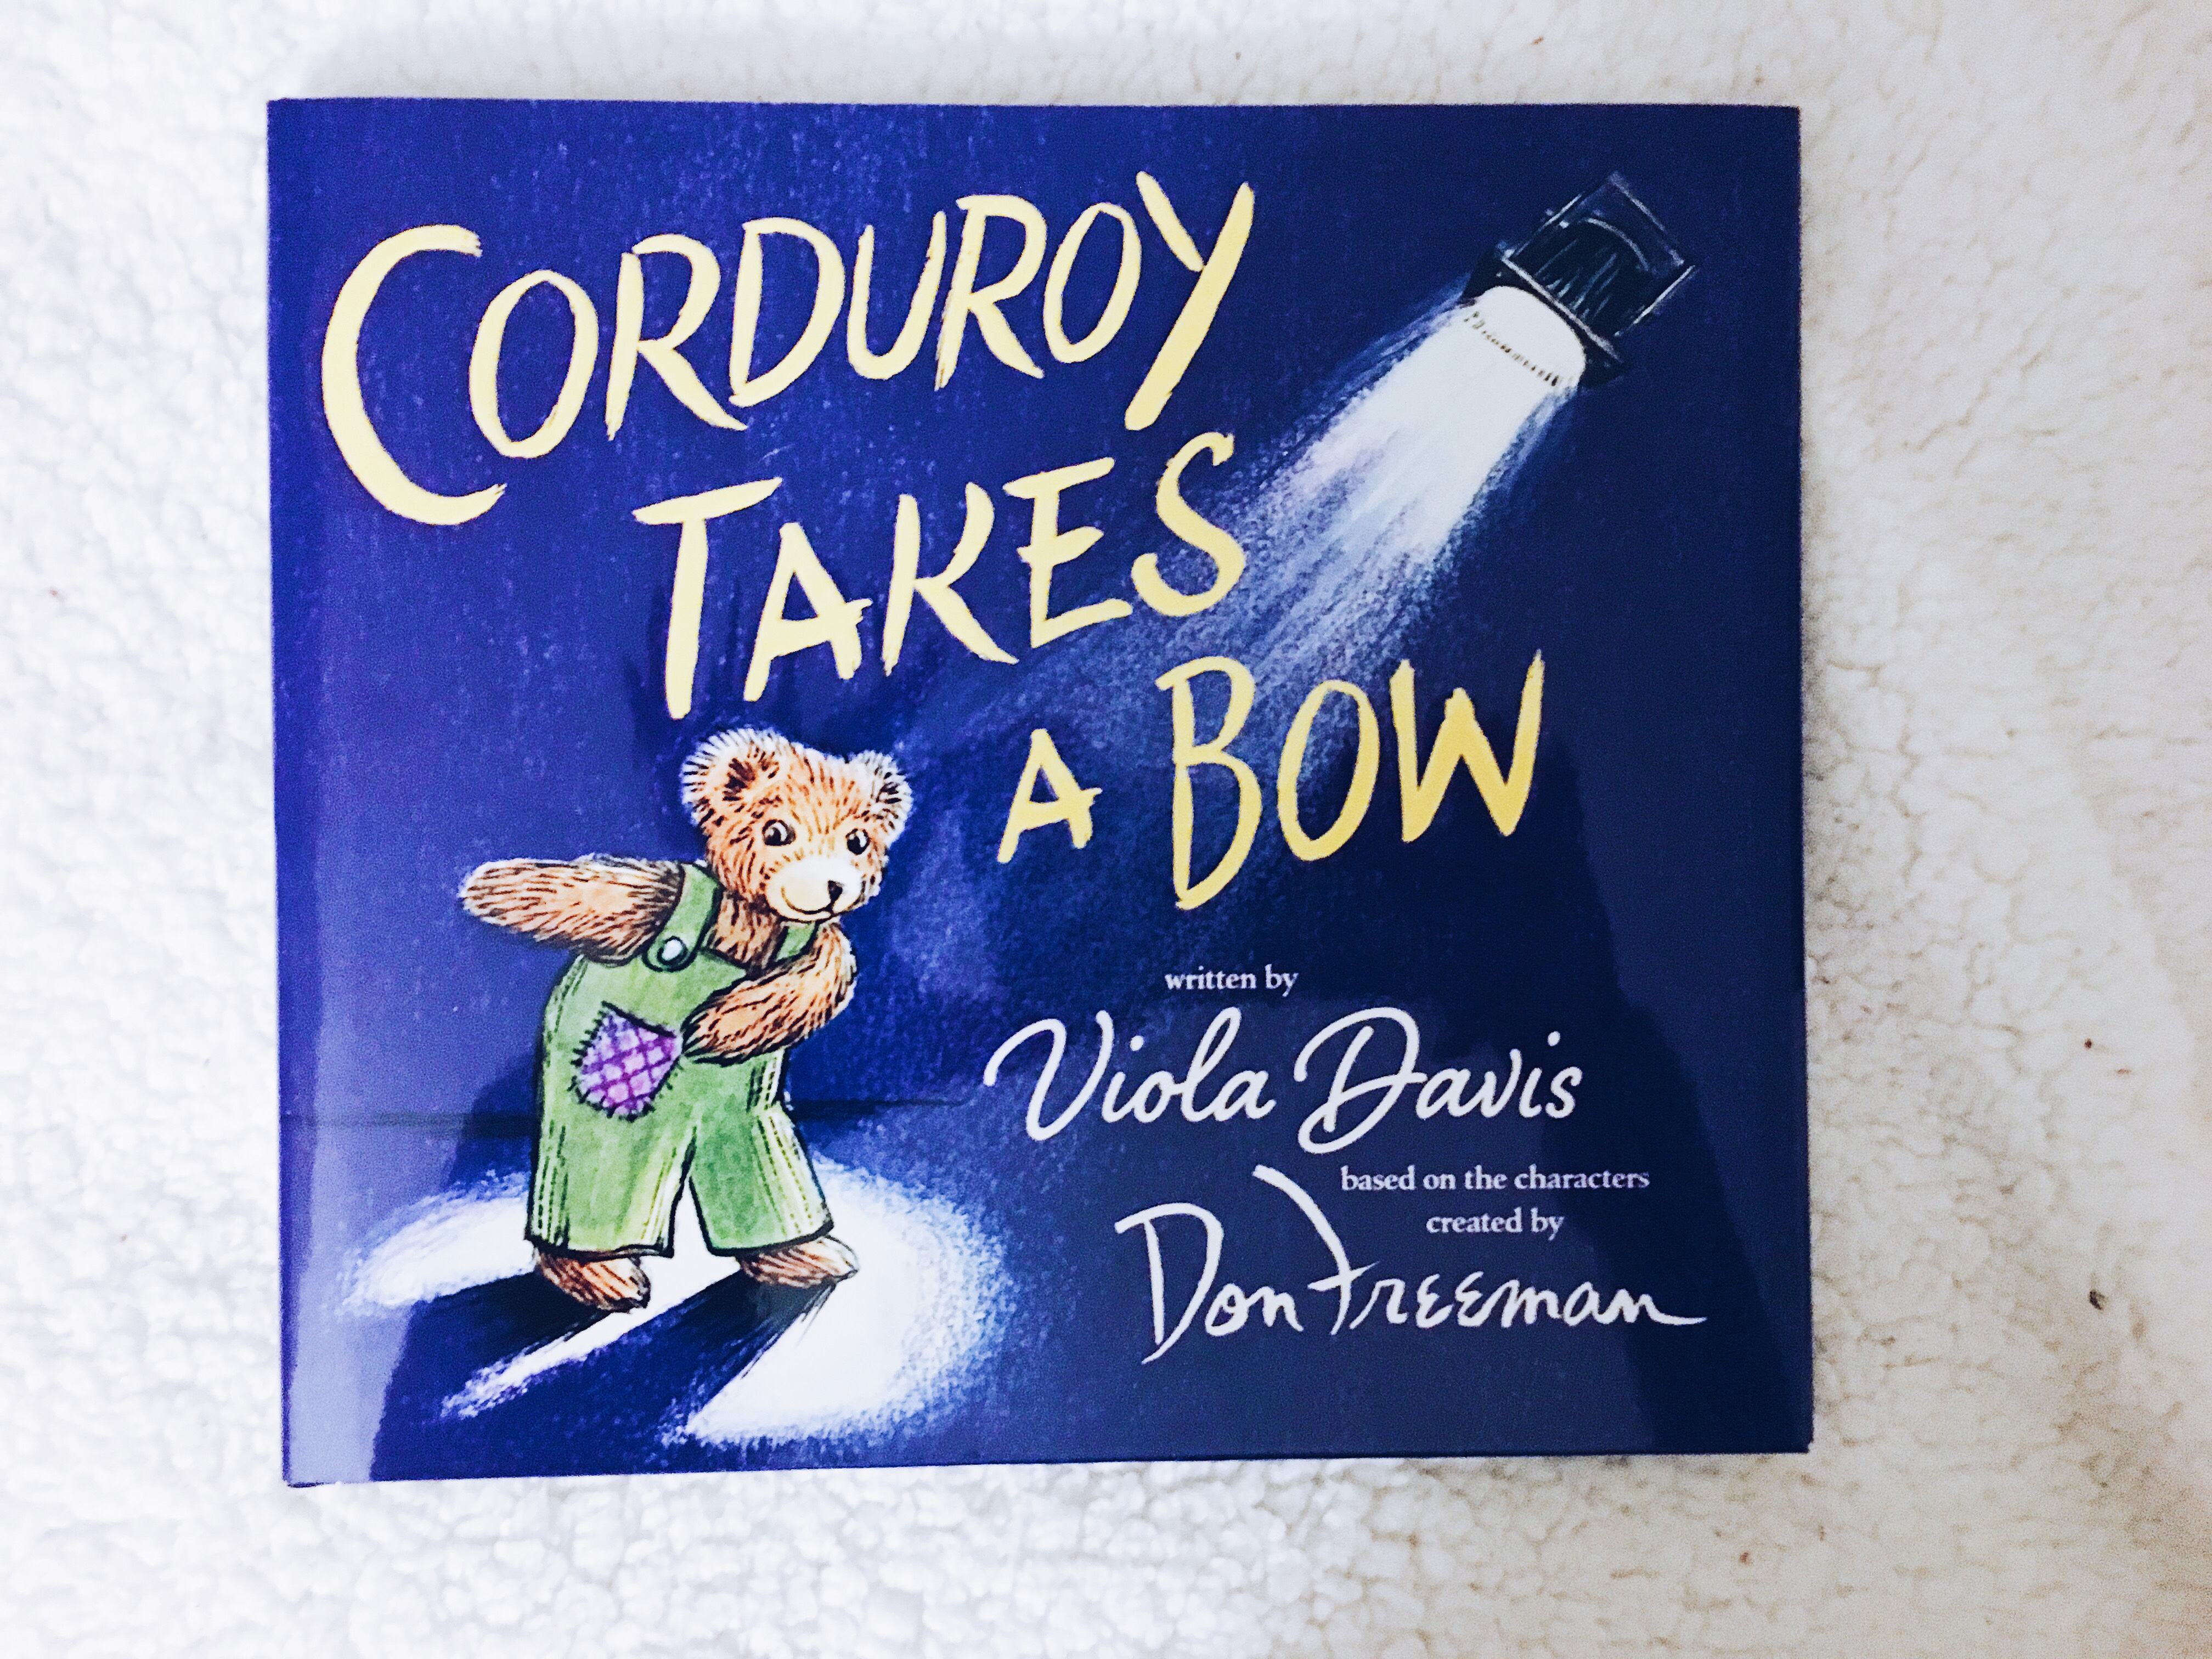 CORDUROY
TAKES
A BOW
written by
Viola Davis
based on the characters
created by
Don Freeman